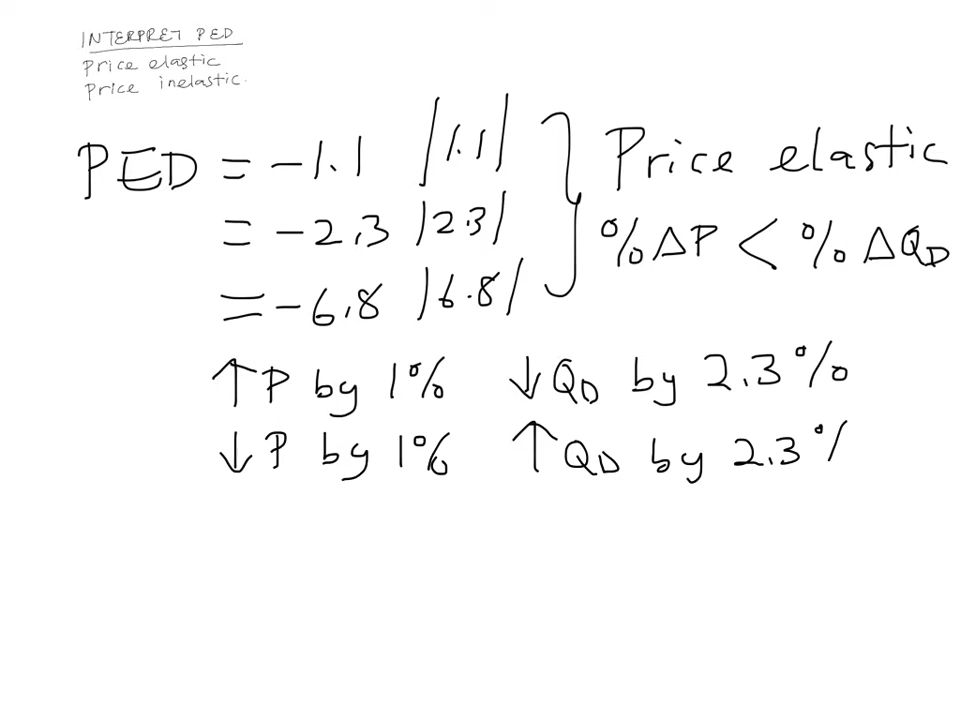 INTERPRET PED
Price elastic
Price inelastic.
PED = -1.1 |1.1| } Price elastic
= -2.3 |2.3| %ΔP < %ΔQD
= -6.8 |6.8|
↑P by 1% ↓QD by 2.3%
↓P by 1% ↑QD by 2.3%